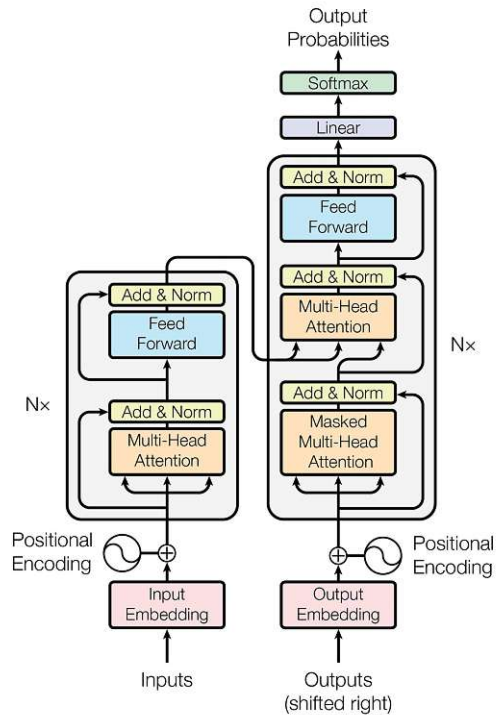 Output
Probabilities
Softmax
Linear
Add & Norm
Feed
Forward
Add & Norm
Multi-Head
Attention
Nx
Add & Norm
Masked
Multi-Head
Attention
Add & Norm
Feed
Forward
Nx
Add & Norm
Multi-Head
Attention
Positional
Encoding
Positional
Encoding
Input
Embedding
Output
Embedding
Inputs
Outputs
(shifted right)